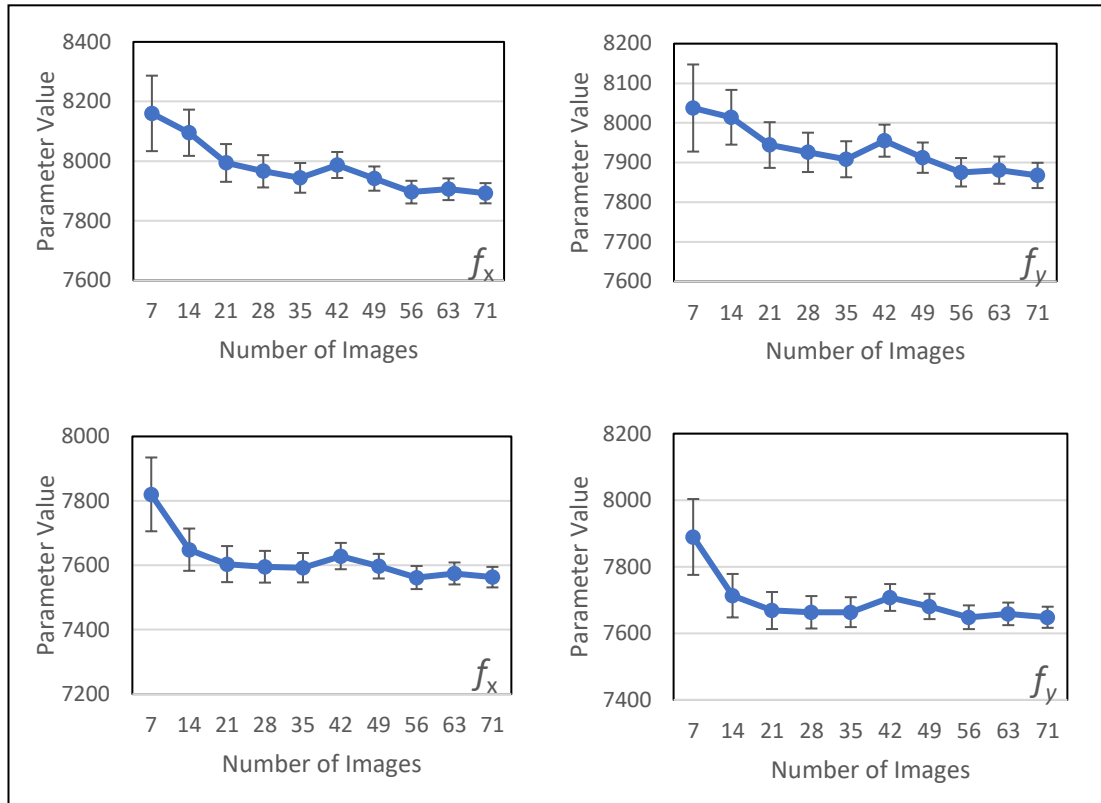 8400
8200
8000
7800
7600
Parameter Value
fx
7 14 21 28 35 42 49 56 63 71
Number of Images
8200
8100
8000
7900
7800
7700
7600
Parameter Value
fy
7 14 21 28 35 42 49 56 63 71
Number of Images
8000
7800
7600
7400
7200
Parameter Value
fx
7 14 21 28 35 42 49 56 63 71
Number of Images
8200
8000
7800
7600
7400
Parameter Value
fy
7 14 21 28 35 42 49 56 63 71
Number of Images